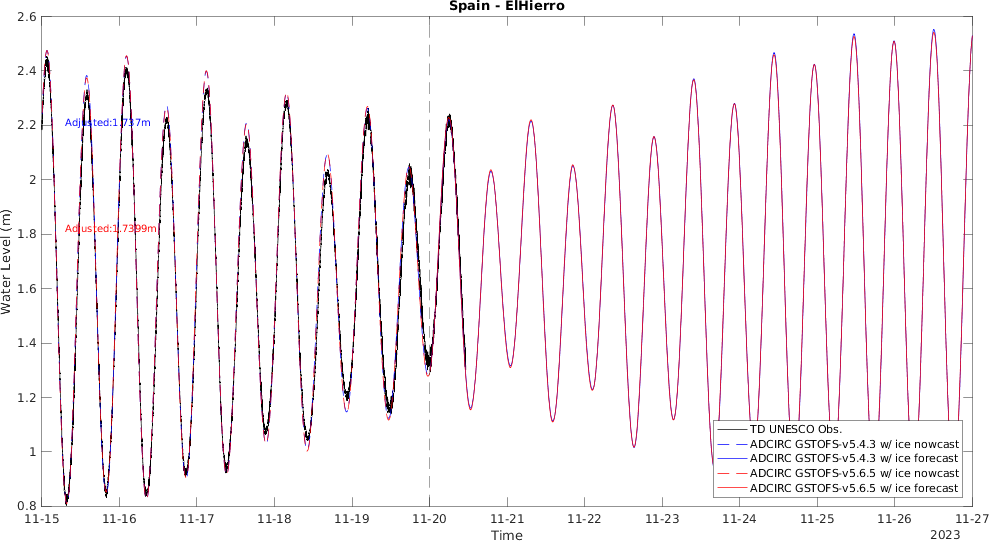 Spain - ElHierro
2.6
2.4
2.2
2
1.8
1.6
1.4
1.2
1
0.8
Water Level (m)
Adjusted:1.737m
Adjusted:1.7399m
TD UNESCO Obs.
ADCIRC GSTOFS-v5.4.3 w/ ice nowcast
ADCIRC GSTOFS-v5.4.3 w/ ice forecast
ADCIRC GSTOFS-v5.6.5 w/ ice nowcast
ADCIRC GSTOFS-v5.6.5 w/ ice forecast
11-15 11-16 11-17 11-18 11-19 11-20 11-21 11-22 11-23 11-24 11-25 11-26 11-27
Time
2023